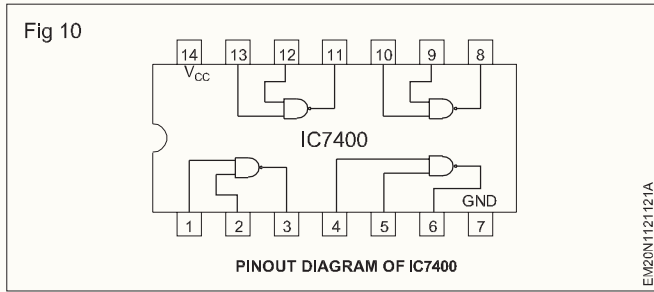 Fig 10
14 13 12 11 10 9 8
VCC
IC7400
GND
1 2 3 4 5 6 7
PINOUT DIAGRAM OF IC7400
EM20N1121121A